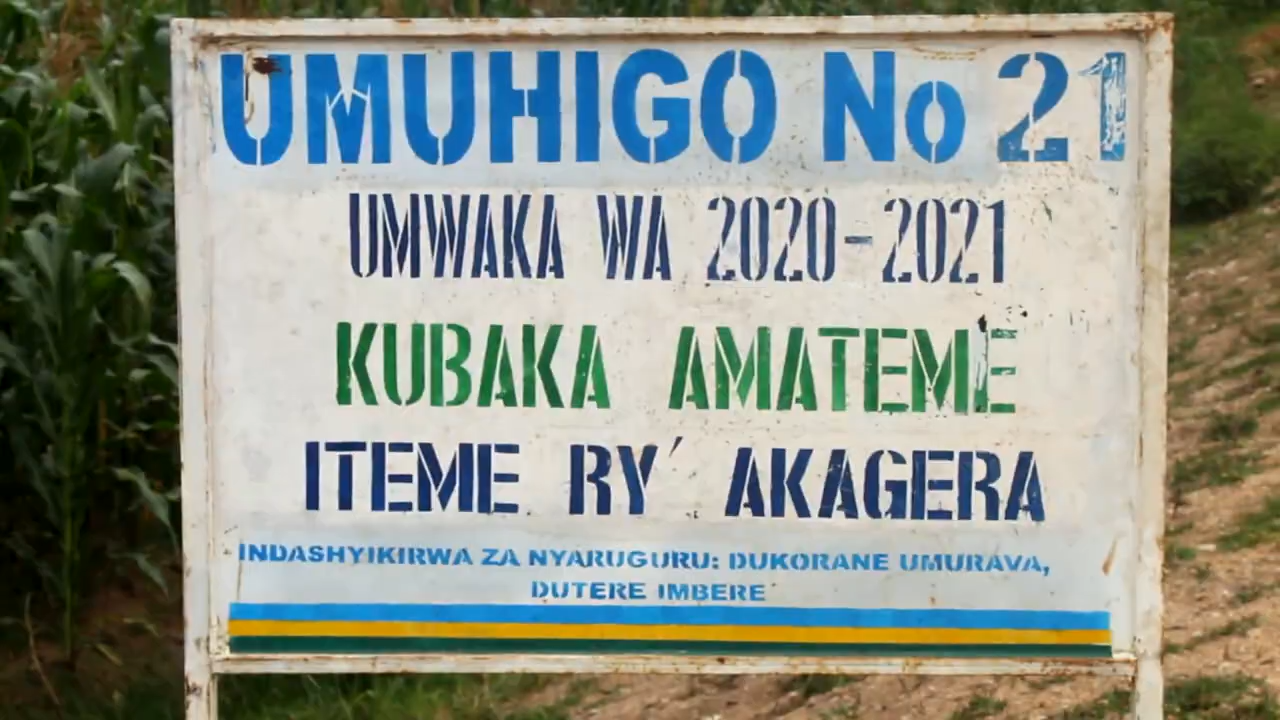 UMUHIGO No 21
UMWAKA WA 2020-2021
KUBAKA AMATEME
ITEME RY' AKAGERA
INDASHYIKIRWA ZA NYARUGURU: DUKORANE UMURAVA,
DUTERE IMBERE